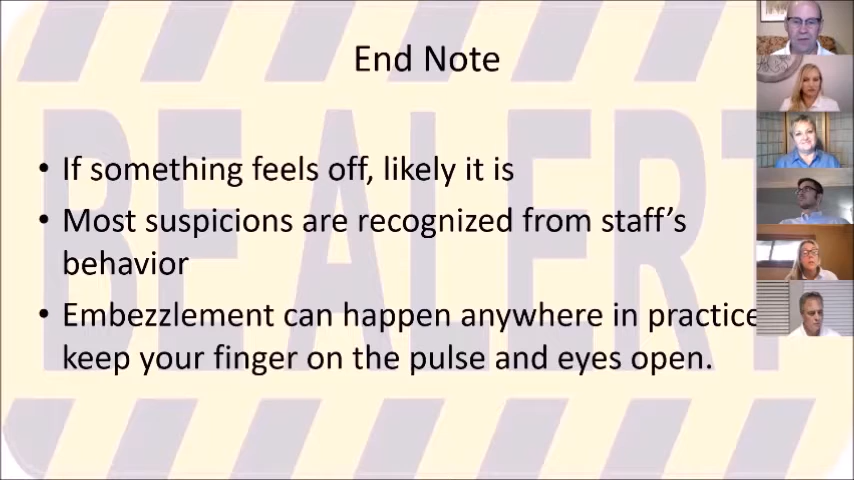 End Note
• If something feels off, likely it is
• Most suspicions are recognized from staff's
behavior
• Embezzlement can happen anywhere in practice
keep your finger on the pulse and eyes open.
BE ALERT